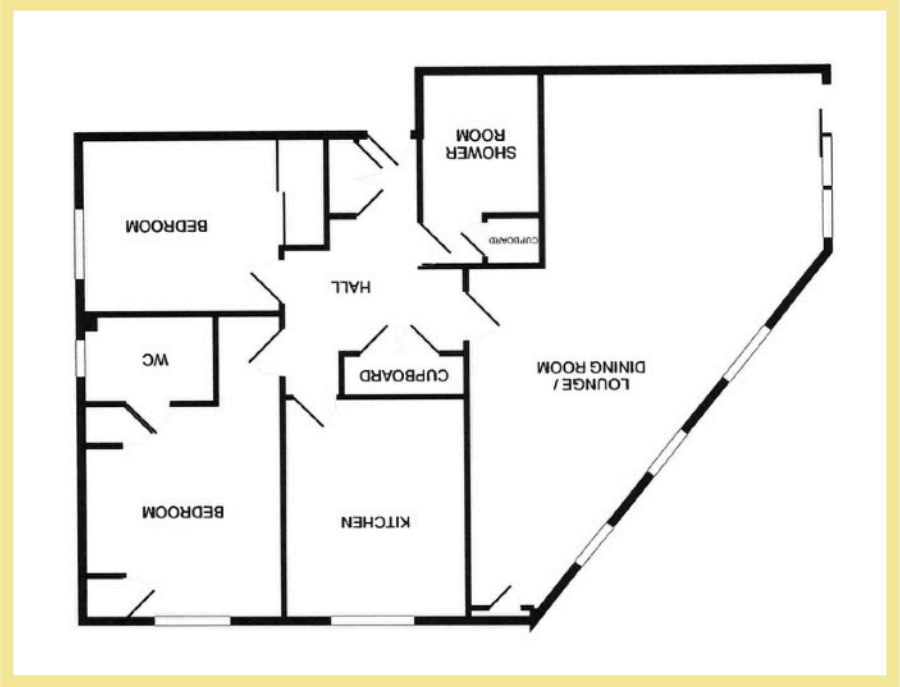 KITCHEN
BEDROOM
LOUNGE /
DINING ROOM
CUPBOARD
WC
HALL
CUPBOARD
BEDROOM
SHOWER
ROOM